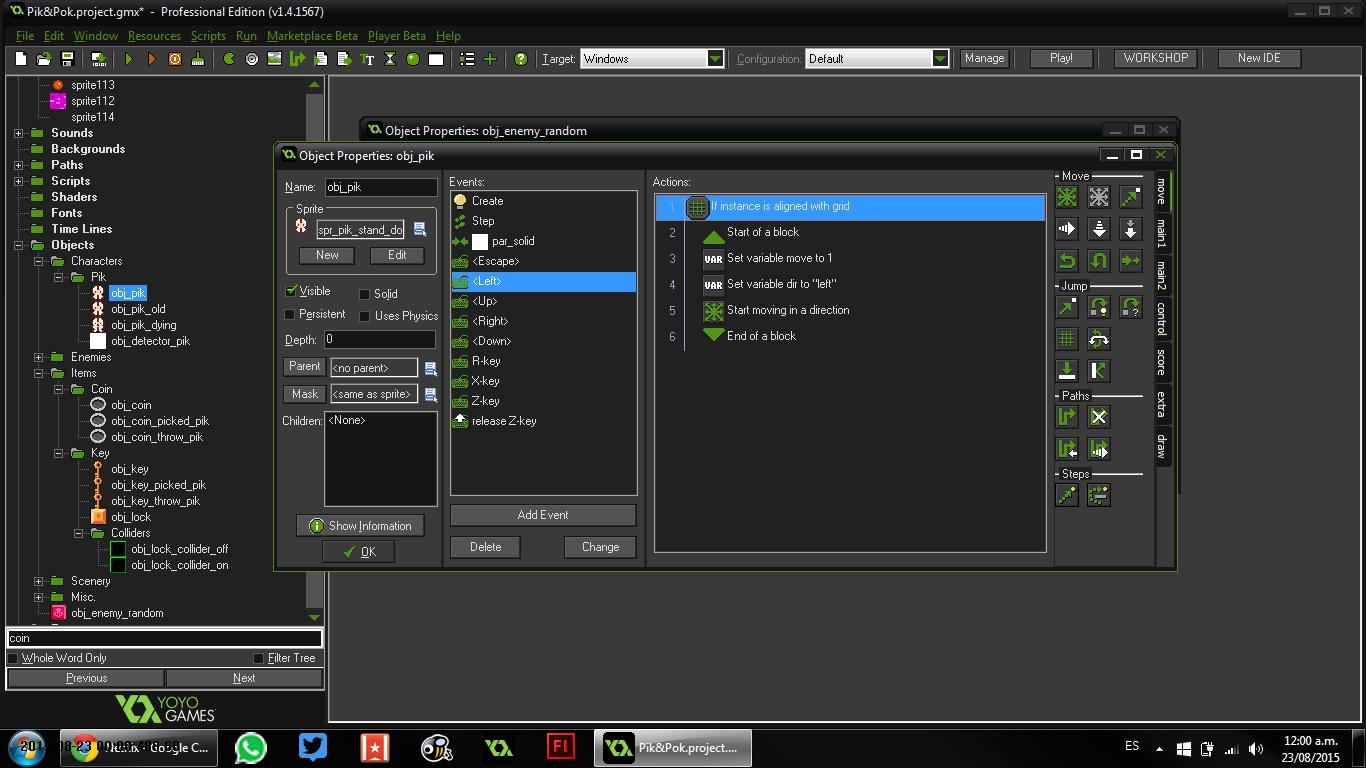 Pik&Pok.project.gmx* - Professional Edition (v1.4.1567)
File Edit Window Resources Scripts Run Marketplace Beta Player Beta Help
Target: Windows Configuration: Default Manage Play! WORKSHOP New IDE
sprite113
sprite112
sprite114
Sounds
Backgrounds
Paths
Scripts
Shaders
Fonts
Time Lines
Objects
Characters
Pik
obj_pik
obj_pik_old
obj_pik_dying
obj_detector_pik
Enemies
Items
Coin
obj_coin
obj_coin_picked_pik
obj_coin_throw_pik
Key
obj_key
obj_key_picked_pik
obj_key_throw_pik
obj_lock
Colliders
obj_lock_collider_off
obj_lock_collider_on
Scenery
Misc.
obj_enemy_random
coin
Whole Word Only Filter Tree
Previous Next
YOYO
GAMES
Object Properties: obj_enemy_random
Object Properties: obj_pik
Name: obj_pik
Sprite
spr_pik_stand_do
New Edit
Visible Solid
Persistent Uses Physics
Depth: 0
Parent <no parent>
Mask <same as sprite>
Children: <None>
Show Information
OK
Events:
Create
Step
par_solid
<Escape>
<Left>
<Up>
<Right>
<Down>
R-key
X-key
Z-key
release Z-key
Add Event
Delete Change
Actions:
1 If instance is aligned with grid
2 Start of a block
3 VAR Set variable move to 1
4 VAR Set variable dir to "left"
5 Start moving in a direction
6 End of a block
Move
Jump
Paths
Steps
move
main1
main2
control
score
extra
draw
Google C...
Fl
Pik&Pok.project....
ES
12:00 a.m.
23/08/2015